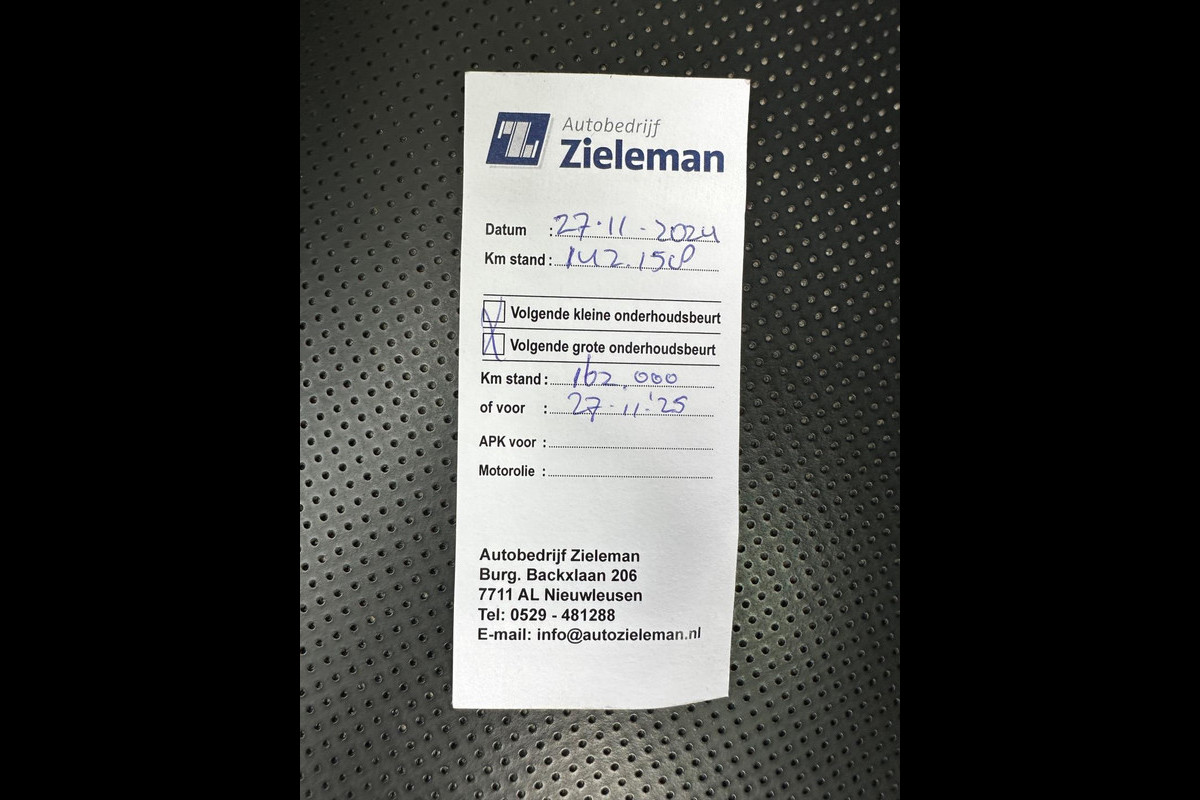 Autobedrijf
Zieleman
Datum : 27-11-2024
Km stand : 142.158
Volgende kleine onderhoudsbeurt
Volgende grote onderhoudsbeurt
Km stand : 162.000
of voor : 27-11-'25
APK voor :
Motorolie :
Autobedrijf Zieleman
Burg. Backxlaan 206
7711 AL Nieuwleusen
Tel: 0529 - 481288
E-mail: info@autozieleman.nl